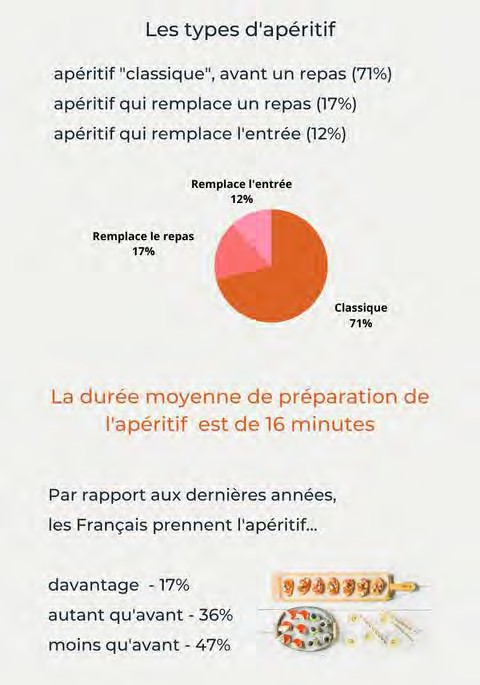 Les types d'apéritif
apéritif "classique", avant un repas (71%)
apéritif qui remplace un repas (17%)
apéritif qui remplace l'entrée (12%)
Remplace l'entrée
12%
Remplace le repas
17%
Classique
71%
La durée moyenne de préparation de
l'apéritif est de 16 minutes
Par rapport aux dernières années,
les Français prennent l'apéritif...
davantage - 17%
autant qu'avant - 36%
moins qu'avant - 47%